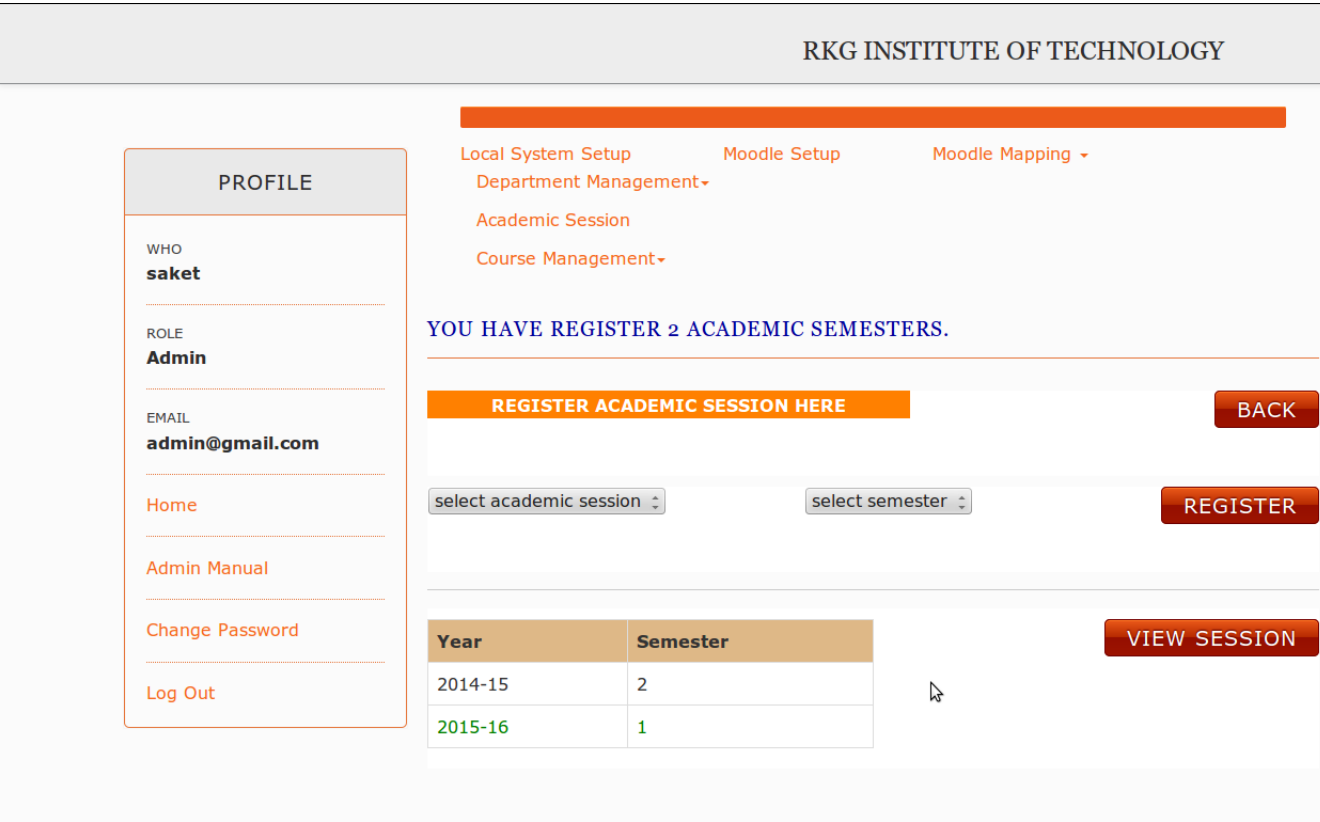 RKG INSTITUTE OF TECHNOLOGY
PROFILE
WHO
saket
ROLE
Admin
EMAIL
admin@gmail.com
Home
Admin Manual
Change Password
Log Out
Local System Setup Moodle Setup Moodle Mapping
Department Management
Academic Session
Course Management
YOU HAVE REGISTER 2 ACADEMIC SEMESTERS.
REGISTER ACADEMIC SESSION HERE BACK
select academic session select semester REGISTER
Year Semester VIEW SESSION
2014-15 2
2015-16 1